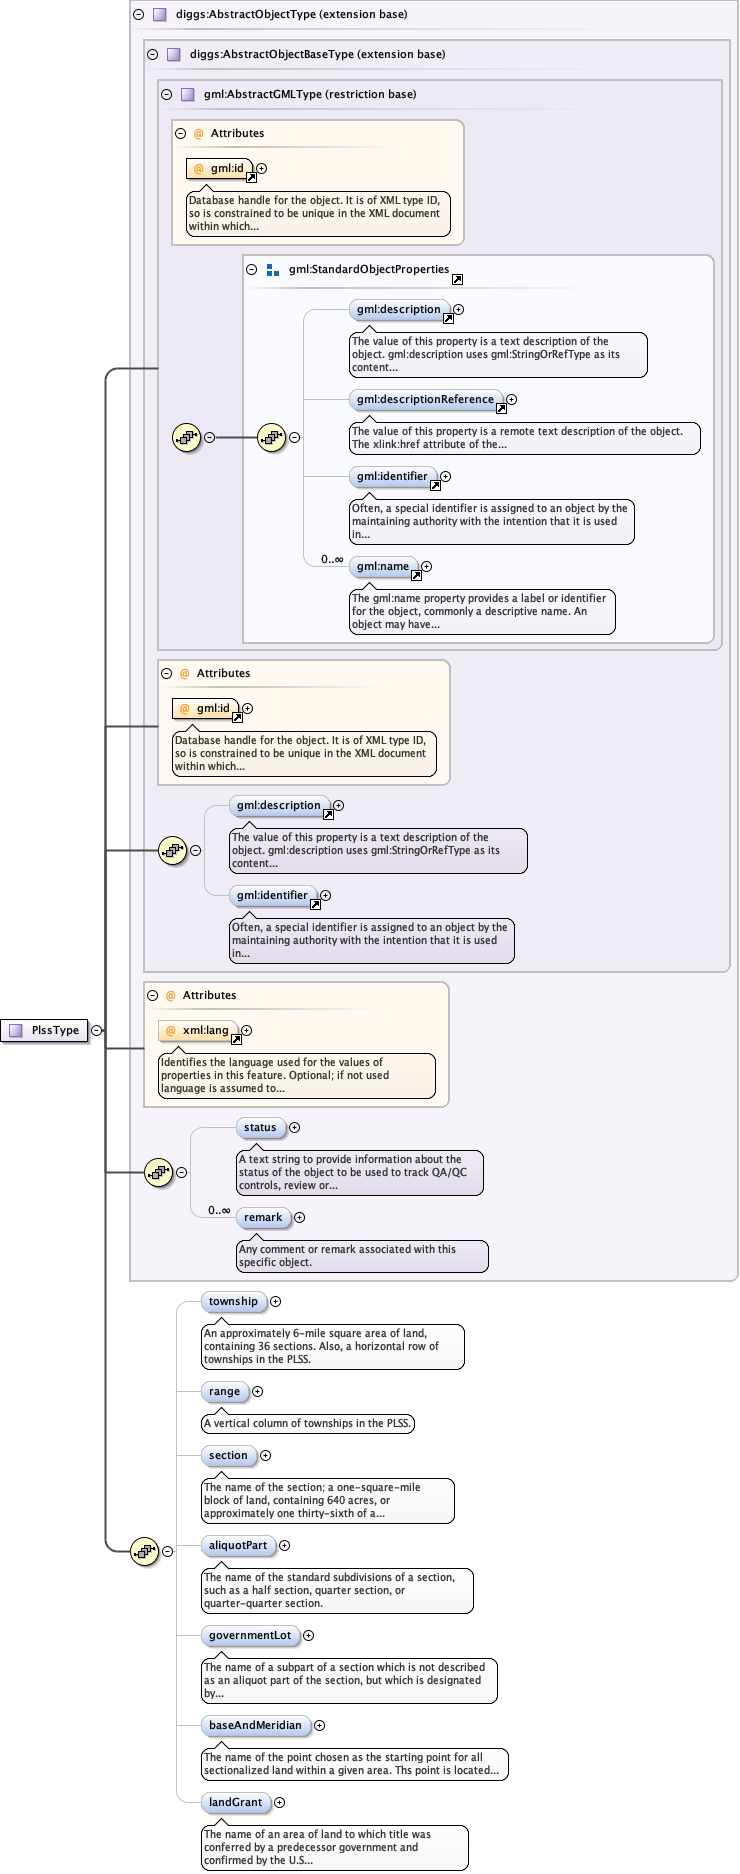 diggs:AbstractObjectType (extension base)
diggs:AbstractObjectBaseType (extension base)
gml:AbstractGMLType (restriction base)
@ Attributes
@ gml:id
Database handle for the object. It is of XML type ID,
so is constrained to be unique in the XML document
within which...
gml:StandardObjectProperties
gml:description
The value of this property is a text description of the
object. gml:description uses gml:StringOrRefType as its
content...
gml:descriptionReference
The value of this property is a remote text description of the object.
The xlink:href attribute of the...
gml:identifier
Often, a special identifier is assigned to an object by the
maintaining authority with the intention that it is used
in...
0..∞
gml:name
The gml:name property provides a label or identifier
for the object, commonly a descriptive name. An
object may have...
@ Attributes
@ gml:id
Database handle for the object. It is of XML type ID,
so is constrained to be unique in the XML document
within which...
gml:description
The value of this property is a text description of the
object. gml:description uses gml:StringOrRefType as its
content...
gml:identifier
Often, a special identifier is assigned to an object by the
maintaining authority with the intention that it is used
in...
@ Attributes
PlssType
@ xml:lang
Identifies the language used for the values of
properties in this feature. Optional; if not used
language is assumed to...
status
A text string to provide information about the
status of the object to be used to track QA/QC
controls, review or...
0..∞
remark
Any comment or remark associated with this
specific object.
township
An approximately 6-mile square area of land,
containing 36 sections. Also, a horizontal row of
townships in the PLSS.
range
A vertical column of townships in the PLSS.
section
The name of the section; a one-square-mile
block of land, containing 640 acres, or
approximately one thirty-sixth of a...
aliquotPart
The name of the standard subdivisions of a section,
such as a half section, quarter section, or
quarter-quarter section.
governmentLot
The name of a subpart of a section which is not described
as an aliquot part of the section, but which is designated
by...
baseAndMeridian
The name of the point chosen as the starting point for all
sectionalized land within a given area. Ths point is located...
landGrant
The name of an area of land to which title was
conferred by a predecessor government and
confirmed by the U.S...